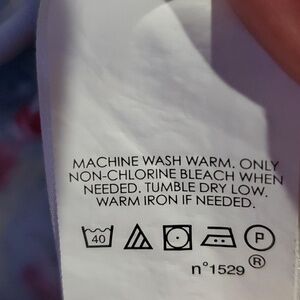 MACHINE WASH WARM. ONLY
NON-CHLORINE BLEACH WHEN
NEEDED. TUMBLE DRY LOW.
WARM IRON IF NEEDED.
40 P
n°1529 ®